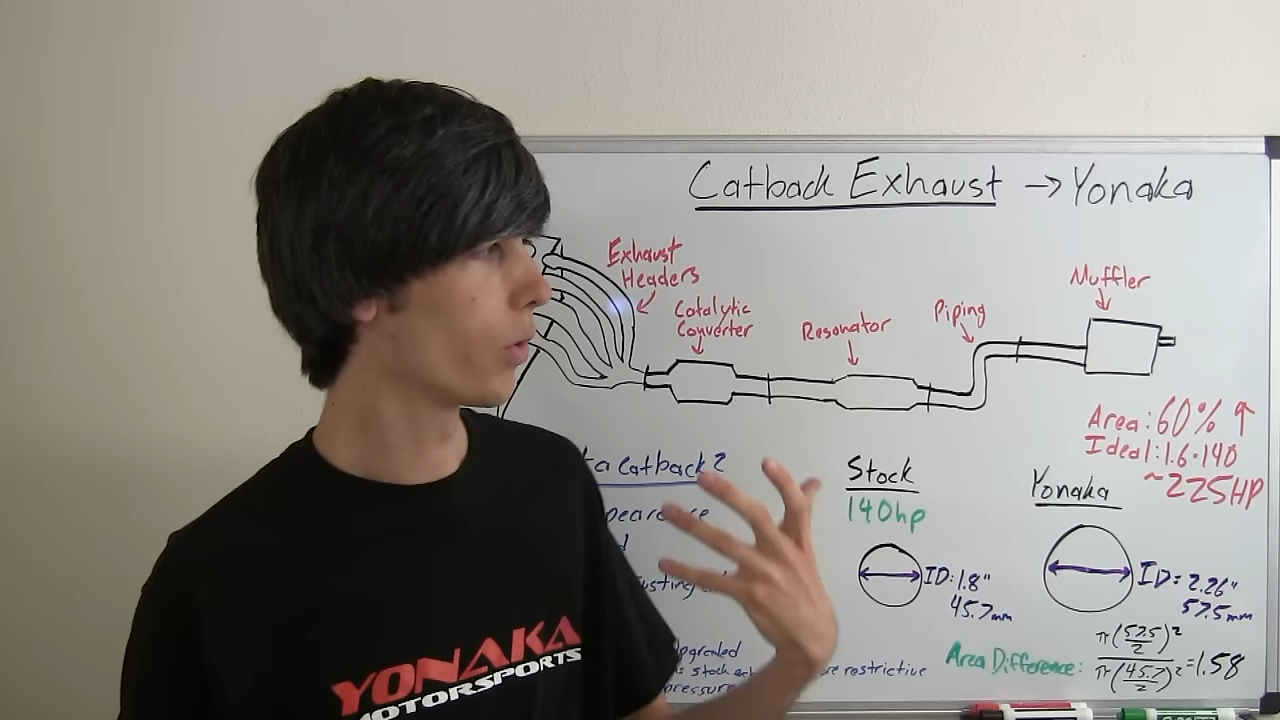 Catback Exhaust → Yonaka
Exhaust
Headers
Catalytic
Converter
Resonator
Piping
Muffler
Area: 60% ↑
Ideal: 1.6·140
~225HP
a Catback?
Stock
140hp
ID: 1.8"
45.7mm
Yonaka
ID = 2.26"
57.5mm
Area Difference: π(57.5/2)² / π(45.7/2)² = 1.58
restrictive
YONAKA
MOTORSPORTS